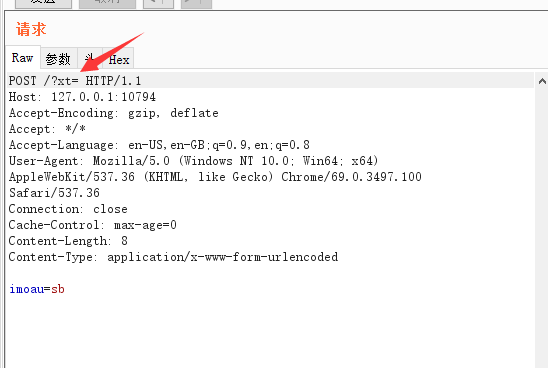 请求
Raw 参数 头 Hex
POST /?xt= HTTP/1.1
Host: 127.0.0.1:10794
Accept-Encoding: gzip, deflate
Accept: */*
Accept-Language: en-US,en-GB;q=0.9,en;q=0.8
User-Agent: Mozilla/5.0 (Windows NT 10.0; Win64; x64)
AppleWebKit/537.36 (KHTML, like Gecko) Chrome/69.0.3497.100
Safari/537.36
Connection: close
Cache-Control: max-age=0
Content-Length: 8
Content-Type: application/x-www-form-urlencoded
imoau=sb